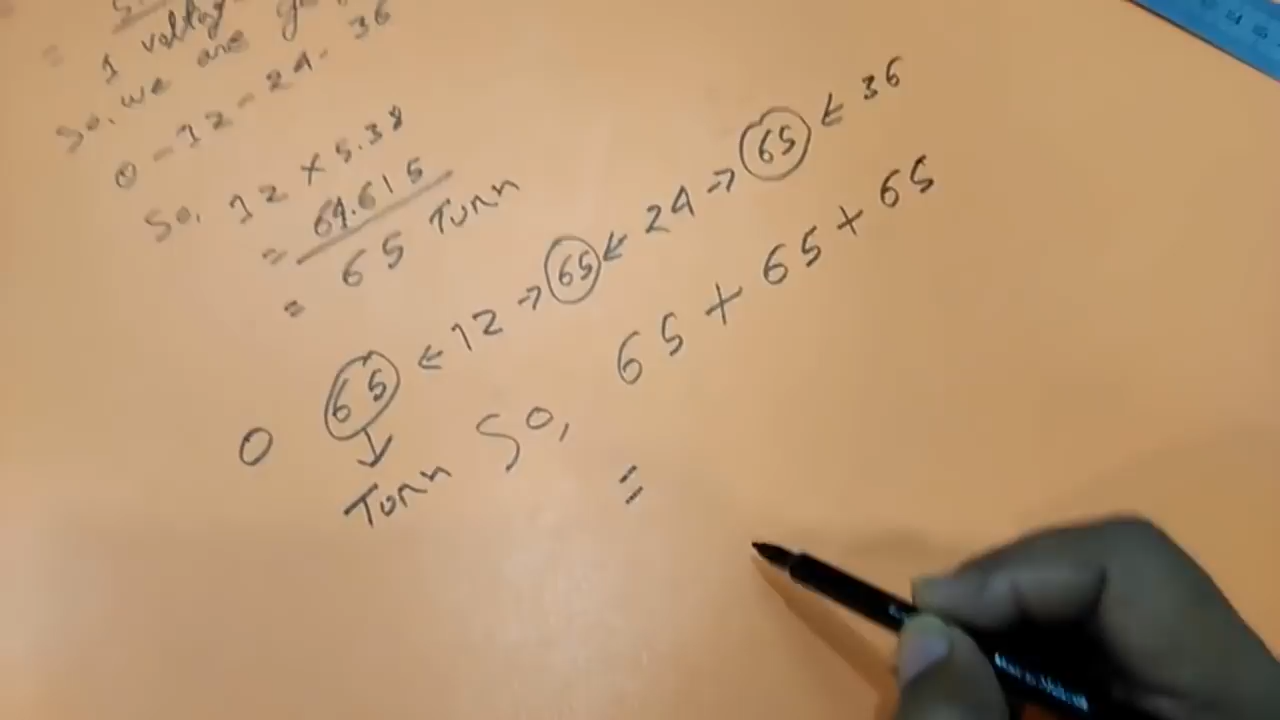 1
So, we are
0 - 12 - 24 - 36
So, 12 × 5.38
= 64.615
= 65 Turn
0 65 ← 12 → 65 ← 24 → 65 ← 36
↓
Turn
So, 65 + 65 + 65
=